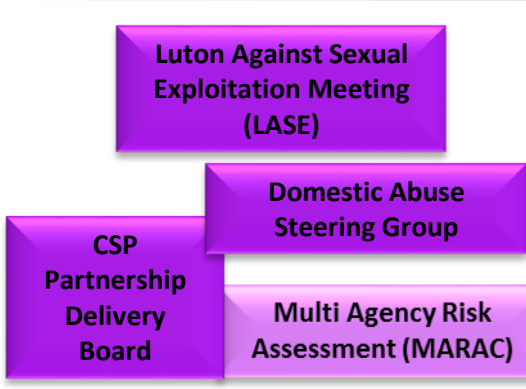 Luton Against Sexual
Exploitation Meeting
(LASE)
Domestic Abuse
Steering Group
CSP
Partnership
Delivery
Board
Multi Agency Risk
Assessment (MARAC)